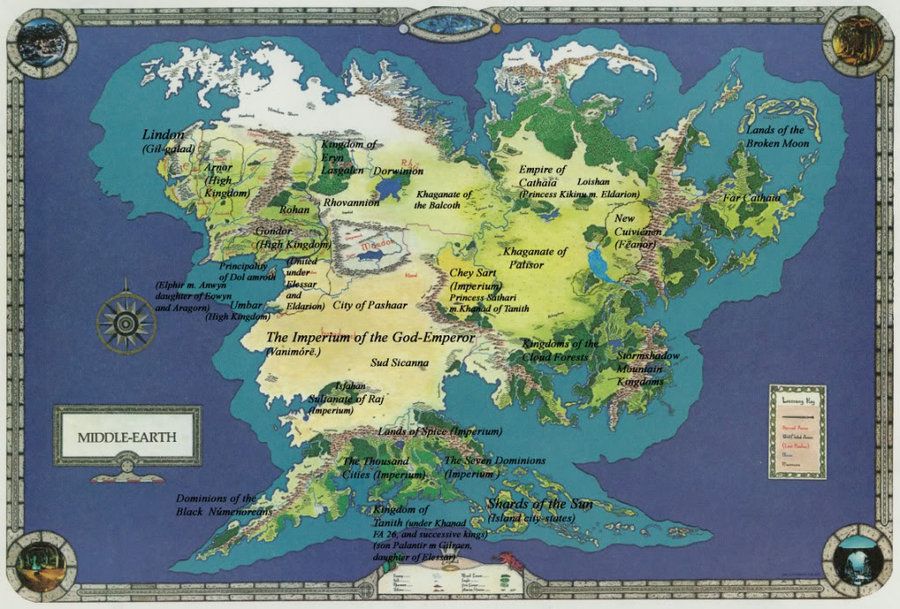 Lindon
(Gil-galad)
Arnor
(High
Kingdom)
Kingdom of
Eryn
Lasgalen
Dorwinion
Rhovannion
Khaganate of
the Balcoth
Rohan
Gondor
(High Kingdom)
Mordor
Principality
of Dol amroth
(Elphir m. Anwyn
daughter of Eowyn
and Aragorn)
Umbar
(High Kingdom)
(United
under
Elessar
and
Eldarion)
City of Pashaar
Empire of
Cathaia
Loishan
(Princess Kikinu m. Eldarion)
Lands of the
Broken Moon
Far Cathaia
New
Cuiviénen
(Fëanor)
Khaganate of
Palisor
Chey Sart
(Imperium)
Princess Sathari
m.Khanad of Tanith
The Imperium of the God-Emperor
(Vanimórë.)
Sud Sicanna
Kingdoms of the
Cloud Forests
Stormshadow
Mountain
Kingdoms
Isfahan
Sultanate of Raj
(Imperium)
Lands of Spice (Imperium)
The Thousand
Cities (Imperium)
The Seven Dominions
(Imperium )
Dominions of the
Black Númenoreans
Kingdom of
Tanith (under Khanad
FA 26, and successive kings)
(son Palantir m Gilraen,
daughter of Elessar)
Shards of the Sun
(Island city-states)
MIDDLE-EARTH